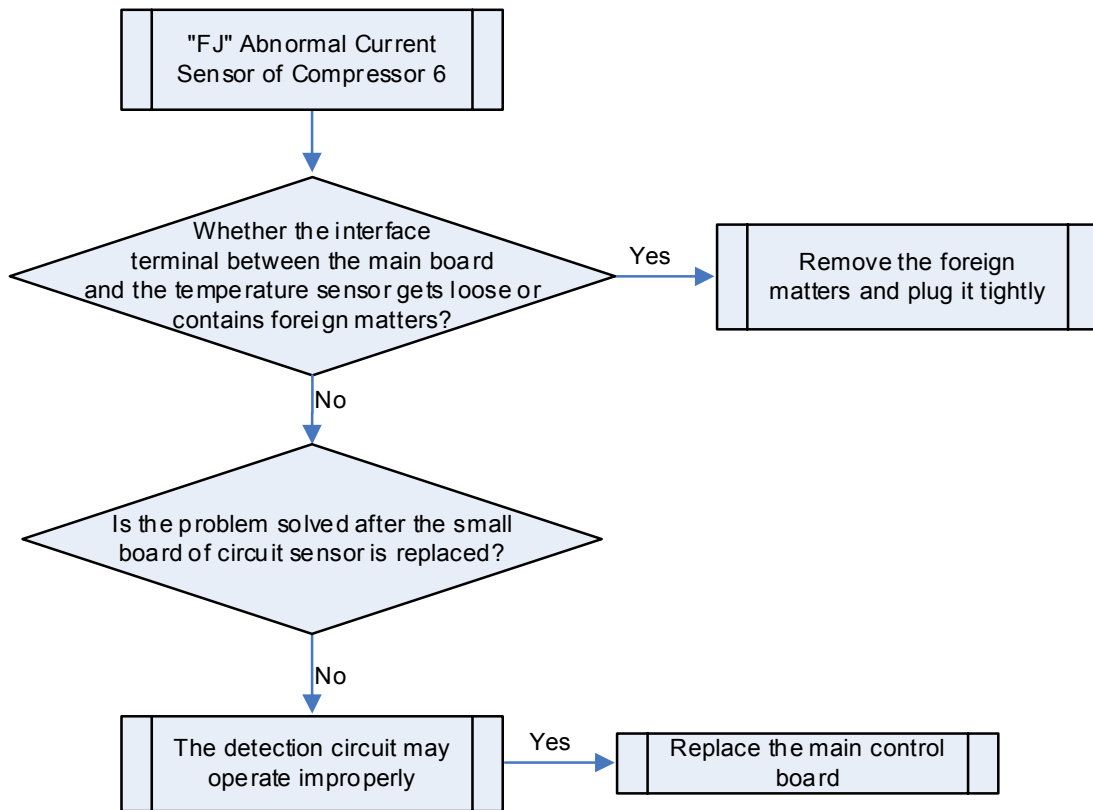 "FJ" Abnormal Current
Sensor of Compressor 6
Whether the interface
terminal between the main board
and the temperature sensor gets loose or
contains foreign matters?
Yes
Remove the foreign
matters and plug it tightly
No
Is the problem solved after the small
board of circuit sensor is replaced?
No
The detection circuit may
operate improperly
Yes
Replace the main control
board